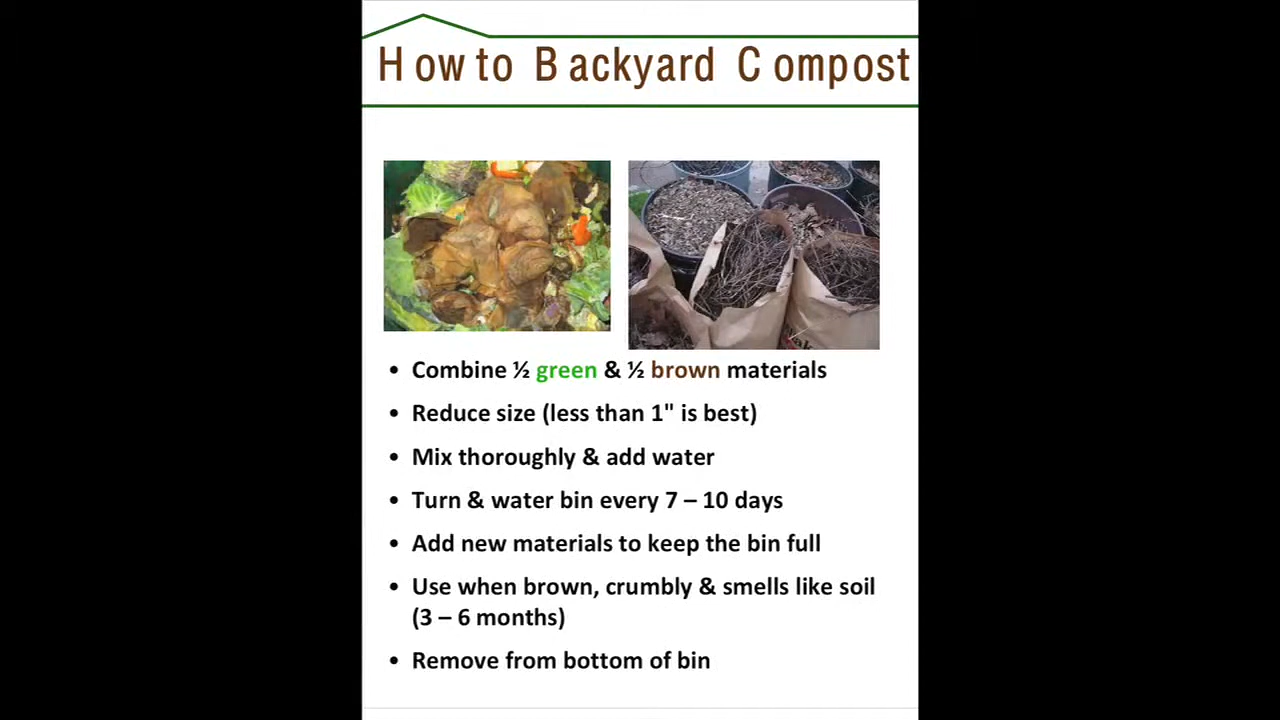 How to Backyard Compost
• Combine ½ green & ½ brown materials
• Reduce size (less than 1" is best)
• Mix thoroughly & add water
• Turn & water bin every 7 – 10 days
• Add new materials to keep the bin full
• Use when brown, crumbly & smells like soil
(3 – 6 months)
• Remove from bottom of bin